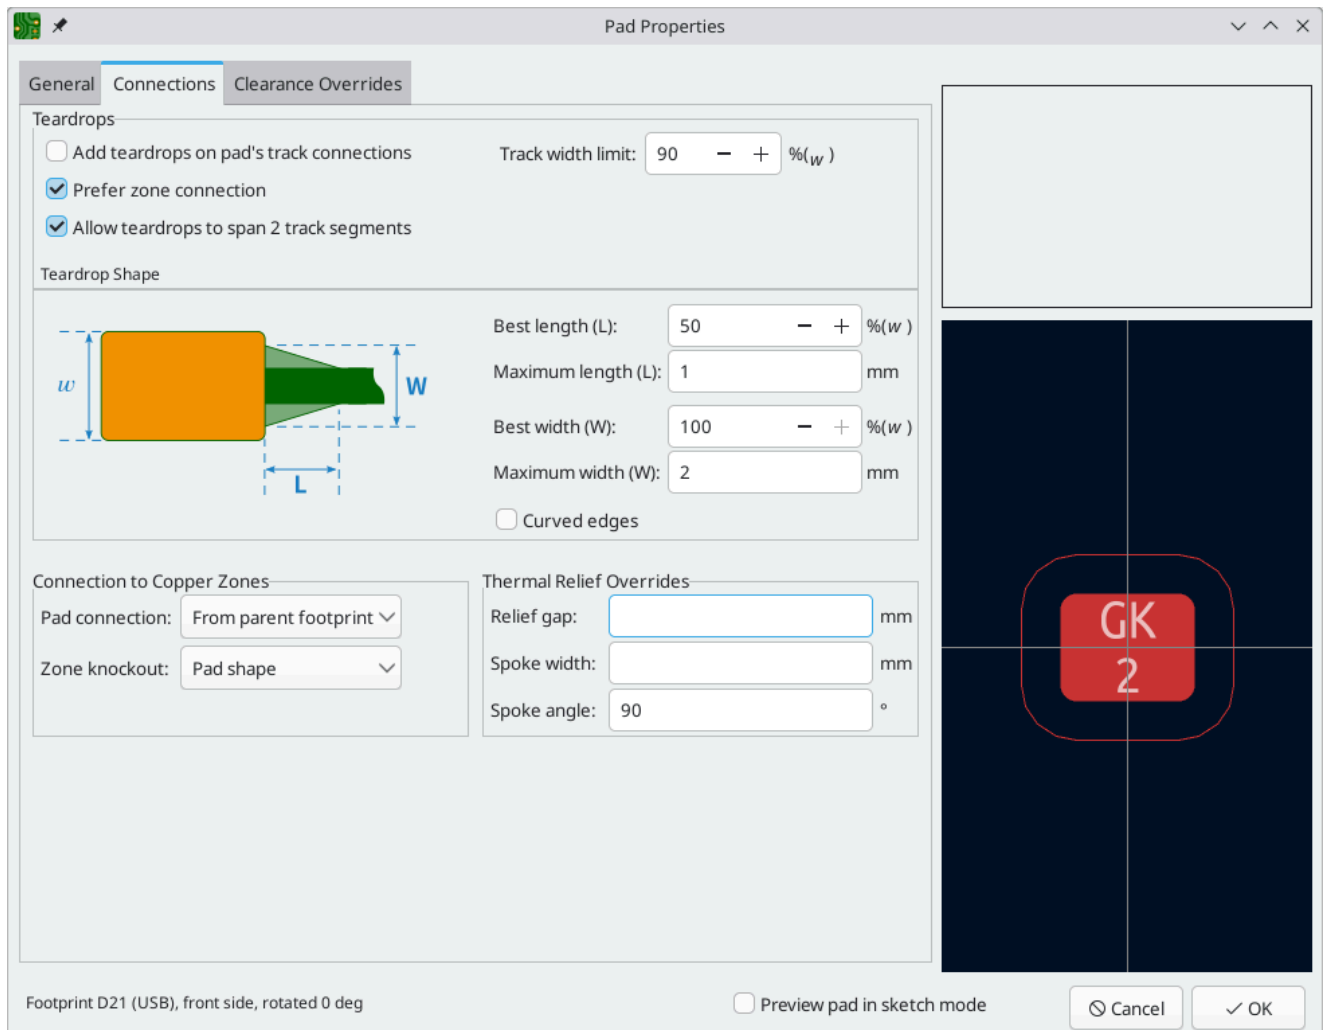 Pad Properties
General
Connections
Clearance Overrides
Teardrops
Add teardrops on pad's track connections
Track width limit: 90 %(w )
Prefer zone connection
Allow teardrops to span 2 track segments
Teardrop Shape
w
W
L
Best length (L): 50 %(w )
Maximum length (L): 1 mm
Best width (W): 100 %(w )
Maximum width (W): 2 mm
Curved edges
Connection to Copper Zones
Pad connection: From parent footprint
Zone knockout: Pad shape
Thermal Relief Overrides
Relief gap: mm
Spoke width: mm
Spoke angle: 90 °
GK
2
Footprint D21 (USB), front side, rotated 0 deg
Preview pad in sketch mode
Cancel
OK